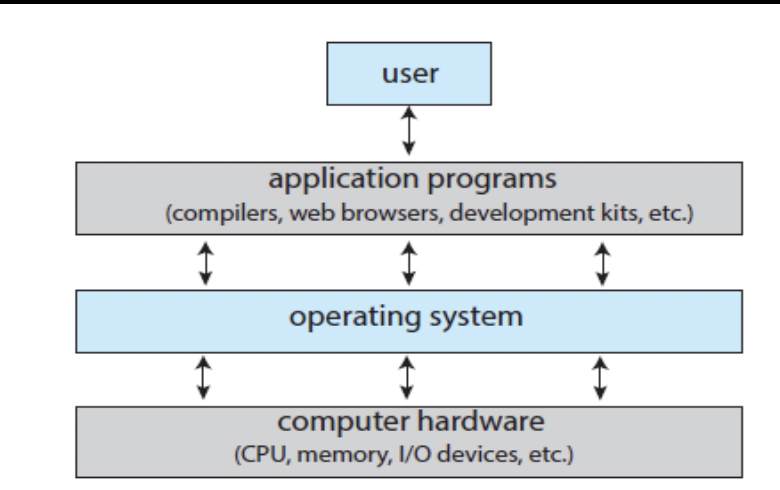 user
application programs
(compilers, web browsers, development kits, etc.)
operating system
computer hardware
(CPU, memory, I/O devices, etc.)